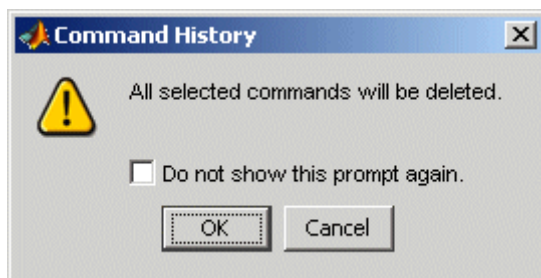 Command History
All selected commands will be deleted.
Do not show this prompt again.
OK Cancel